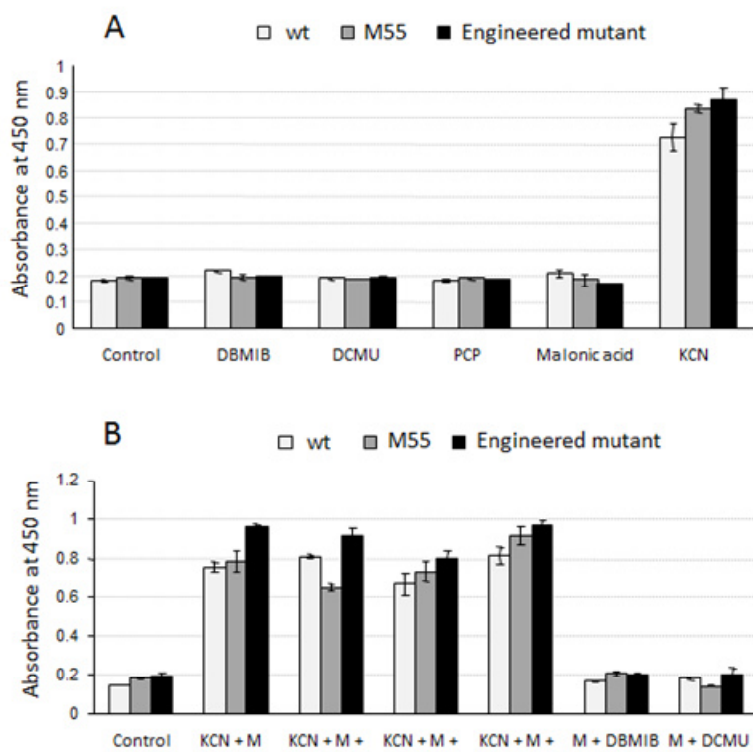 A
wt M55 Engineered mutant
Absorbance at 450 nm
1
0.9
0.8
0.7
0.6
0.5
0.4
0.3
0.2
0.1
0
Control DBMIB DCMU PCP Malonic acid KCN
B
wt M55 Engineered mutant
Absorbance at 450 nm
1.2
1
0.8
0.6
0.4
0.2
0
Control KCN + M KCN + M + KCN + M + KCN + M + M + DBMIB M + DCMU